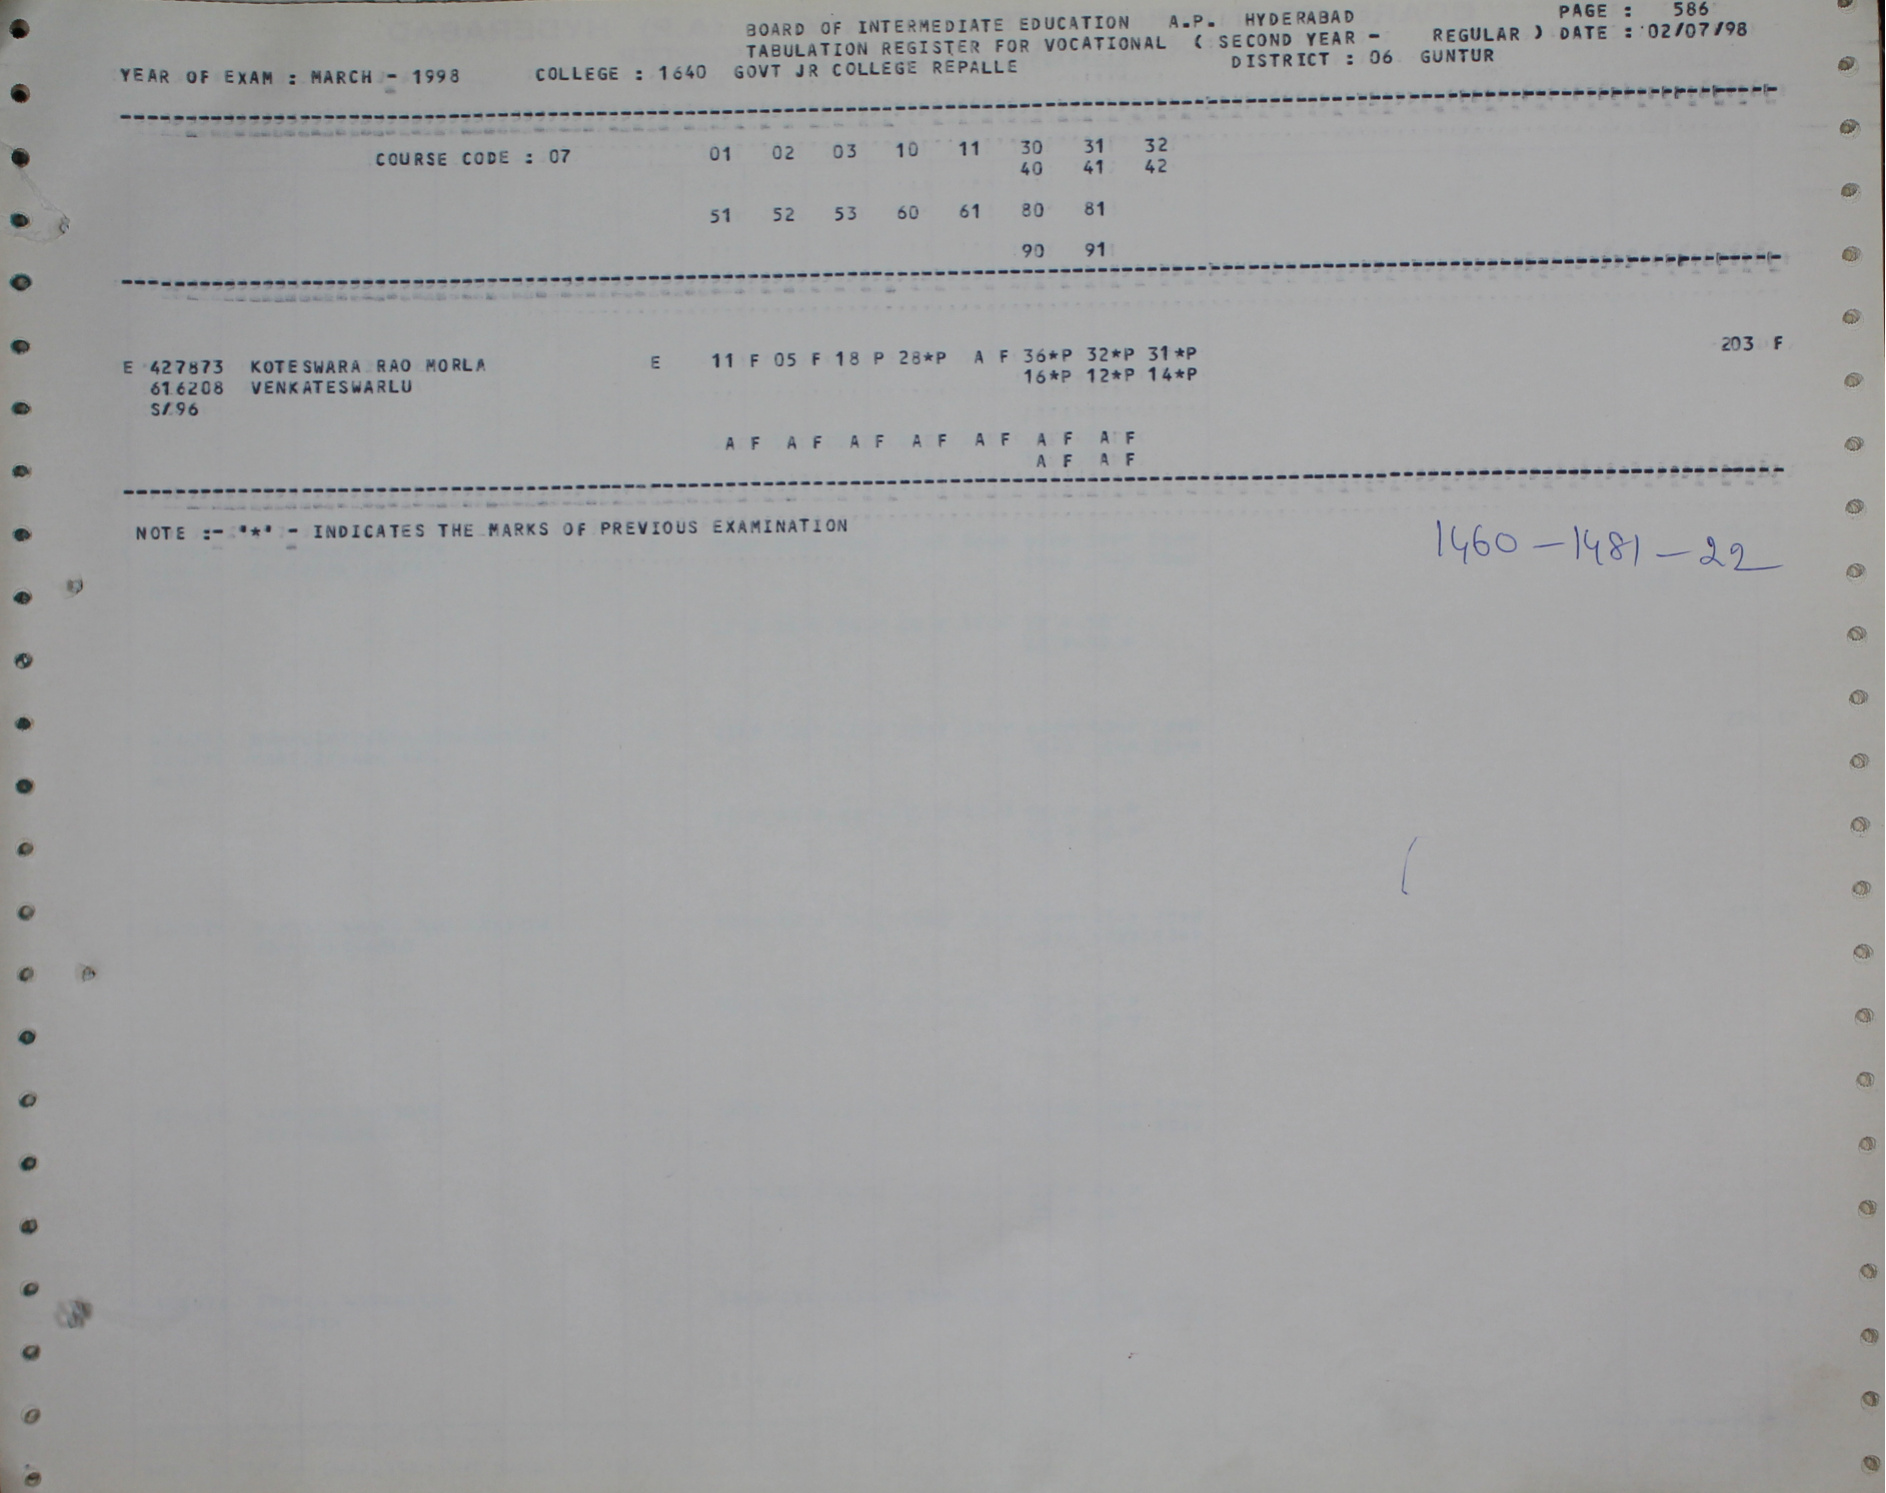 BOARD OF INTERMEDIATE EDUCATION A.P. HYDERABAD PAGE : 586
TABULATION REGISTER FOR VOCATIONAL ( SECOND YEAR - REGULAR ) DATE : 02/07/98
YEAR OF EXAM : MARCH - 1998 COLLEGE : 1640 GOVT JR COLLEGE REPALLE DISTRICT : 06 GUNTUR
COURSE CODE : 07 01 02 03 10 11 30 31 32
40 41 42
51 52 53 60 61 80 81
90 91
E 427873 KOTESWARA RAO MORLA E 11 F 05 F 18 P 28*P A F 36*P 32*P 31*P 203 F
616208 VENKATESWARLU 16*P 12*P 14*P
S/96
A F A F A F A F A F A F A F
A F A F
NOTE :- '*' - INDICATES THE MARKS OF PREVIOUS EXAMINATION
1460 - 1481 - 22